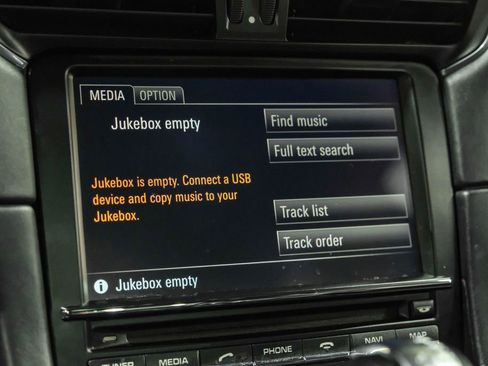 MEDIA OPTION
Jukebox empty
Find music
Full text search
Jukebox is empty. Connect a USB
device and copy music to your
Jukebox.
Track list
Track order
Jukebox empty
TUNER MEDIA PHONE NAVI MAP